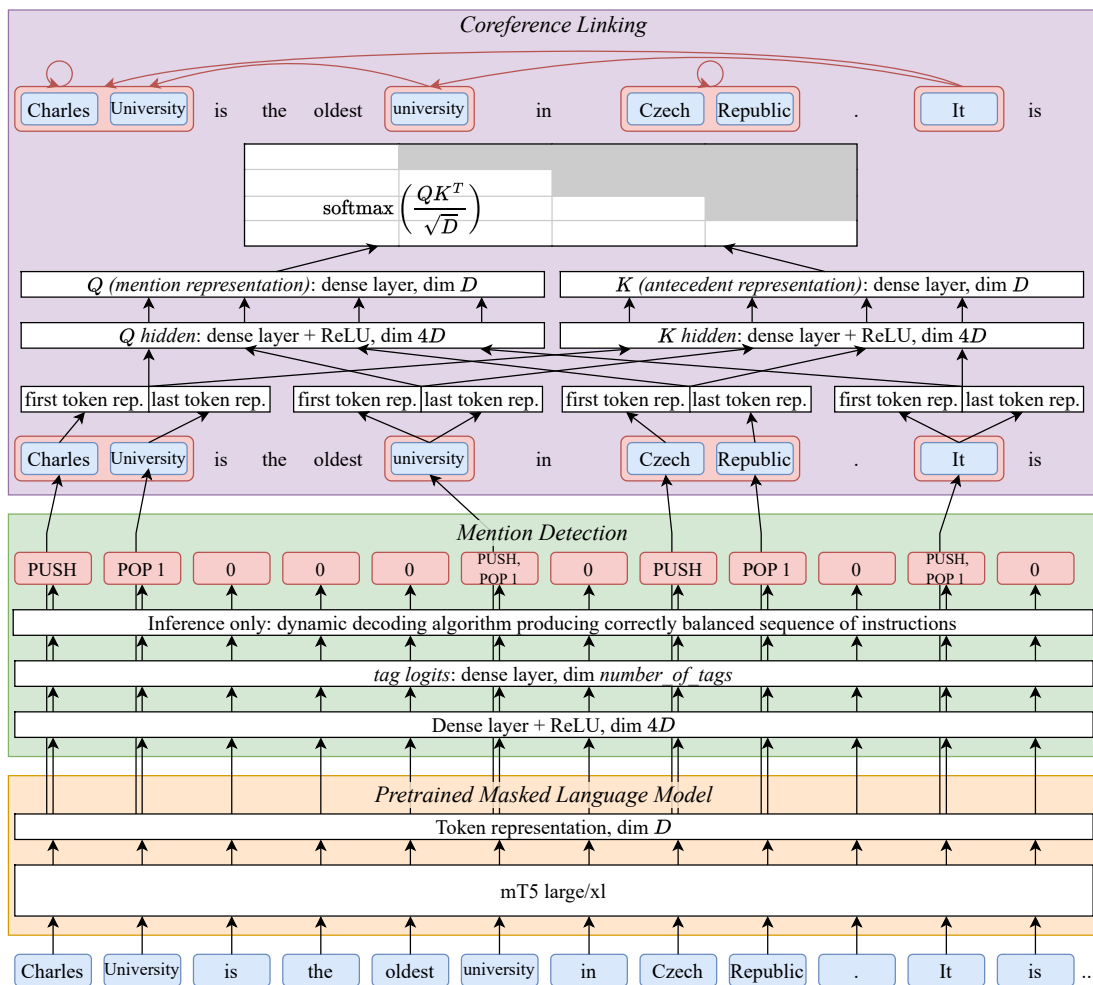 Coreference Linking
Charles University is the oldest university in Czech Republic . It is
softmax(QK^T/√D)
Q (mention representation): dense layer, dim D
K (antecedent representation): dense layer, dim D
Q hidden: dense layer + ReLU, dim 4D
K hidden: dense layer + ReLU, dim 4D
first token rep. last token rep. first token rep. last token rep. first token rep. last token rep. first token rep. last token rep.
Charles University is the oldest university in Czech Republic . It is
Mention Detection
PUSH POP 1 0 0 0 PUSH, POP 1 0 PUSH POP 1 0 PUSH, POP 1 0
Inference only: dynamic decoding algorithm producing correctly balanced sequence of instructions
tag logits: dense layer, dim number_of_tags
Dense layer + ReLU, dim 4D
Pretrained Masked Language Model
Token representation, dim D
mT5 large/xl
Charles University is the oldest university in Czech Republic . It is ...